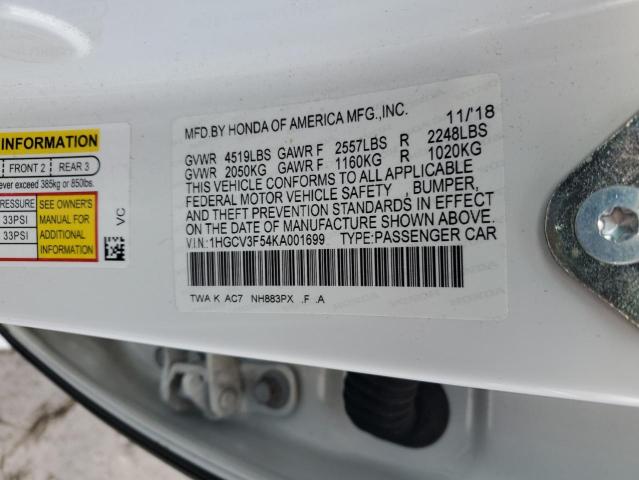 INFORMATION
FRONT 2 REAR 3
ever exceed 385kg or 850lbs.
PRESSURE
33PSI
33PSI
SEE OWNER'S
MANUAL FOR
ADDITIONAL
INFORMATION
VC
MFD.BY HONDA OF AMERICA MFG.,INC. 11/'18
GVWR 4519LBS GAWR F 2557LBS R 2248LBS
GVWR 2050KG GAWR F 1160KG R 1020KG
THIS VEHICLE CONFORMS TO ALL APPLICABLE
FEDERAL MOTOR VEHICLE SAFETY, BUMPER,
AND THEFT PREVENTION STANDARDS IN EFFECT
ON THE DATE OF MANUFACTURE SHOWN ABOVE.
V.I.N:1HGCV3F54KA001699 TYPE:PASSENGER CAR
TWA K AC7 NH883PX .F .A